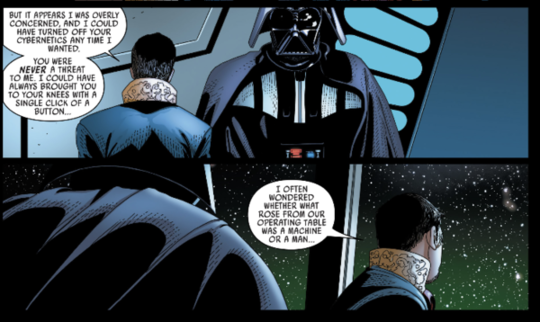 BUT IT APPEARS I WAS OVERLY
CONCERNED, AND I COULD
HAVE TURNED OFF YOUR
CYBERNETICS ANY TIME I
WANTED.
YOU WERE
NEVER A THREAT
TO ME. I COULD HAVE
ALWAYS BROUGHT YOU
TO YOUR KNEES WITH A
SINGLE CLICK OF A
BUTTON...
I OFTEN
WONDERED
WHETHER WHAT
ROSE FROM OUR
OPERATING TABLE
WAS A MACHINE
OR A MAN...